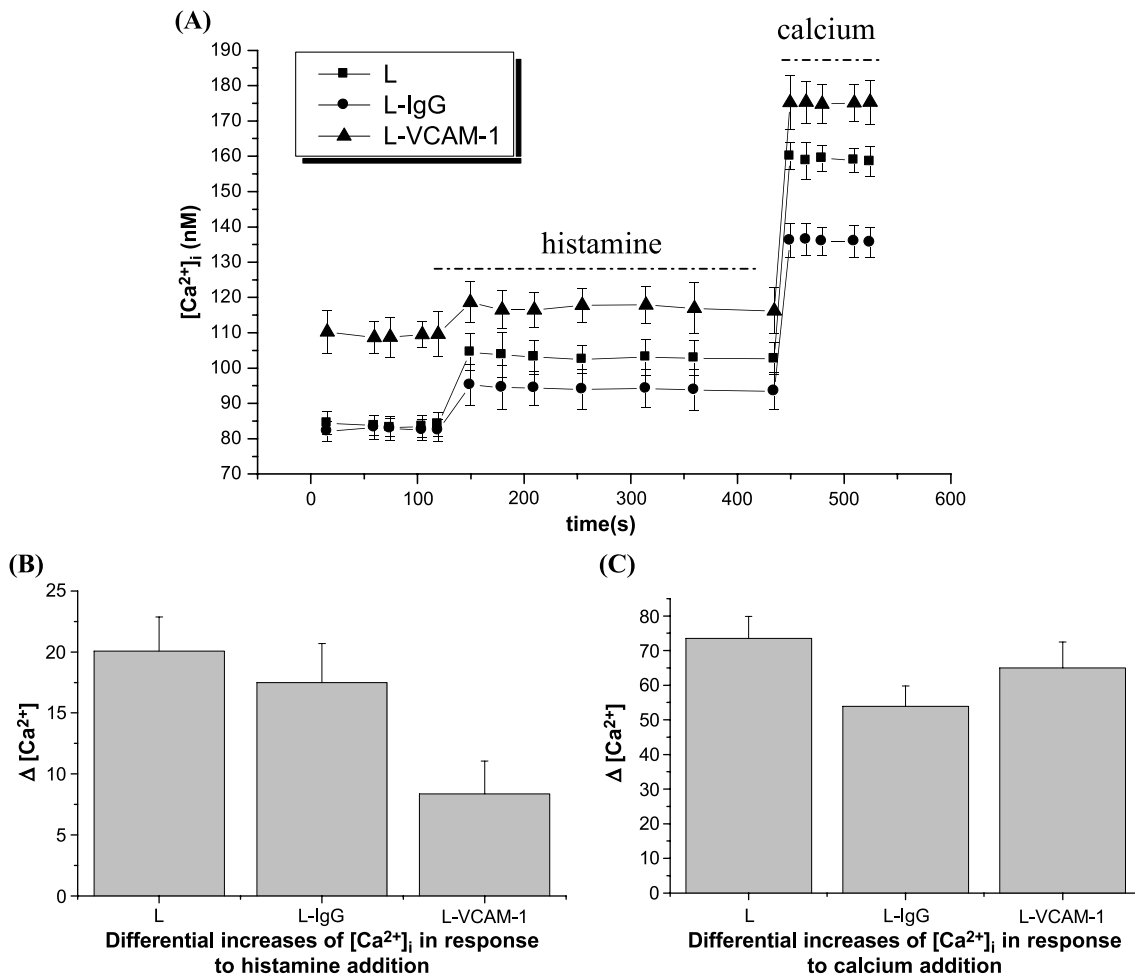 (A)
calcium
190
180
170
160
150
140
130
120
110
100
90
80
70
[Ca²⁺]ᵢ (nM)
L
L-IgG
L-VCAM-1
histamine
0 100 200 300 400 500 600
time(s)
(B)
25
20
15
10
5
0
Δ [Ca²⁺]
L L-IgG L-VCAM-1
Differential increases of [Ca²⁺]ᵢ in response
to histamine addition
(C)
80
70
60
50
40
30
20
10
0
Δ [Ca²⁺]
L L-IgG L-VCAM-1
Differential increases of [Ca²⁺]ᵢ in response
to calcium addition